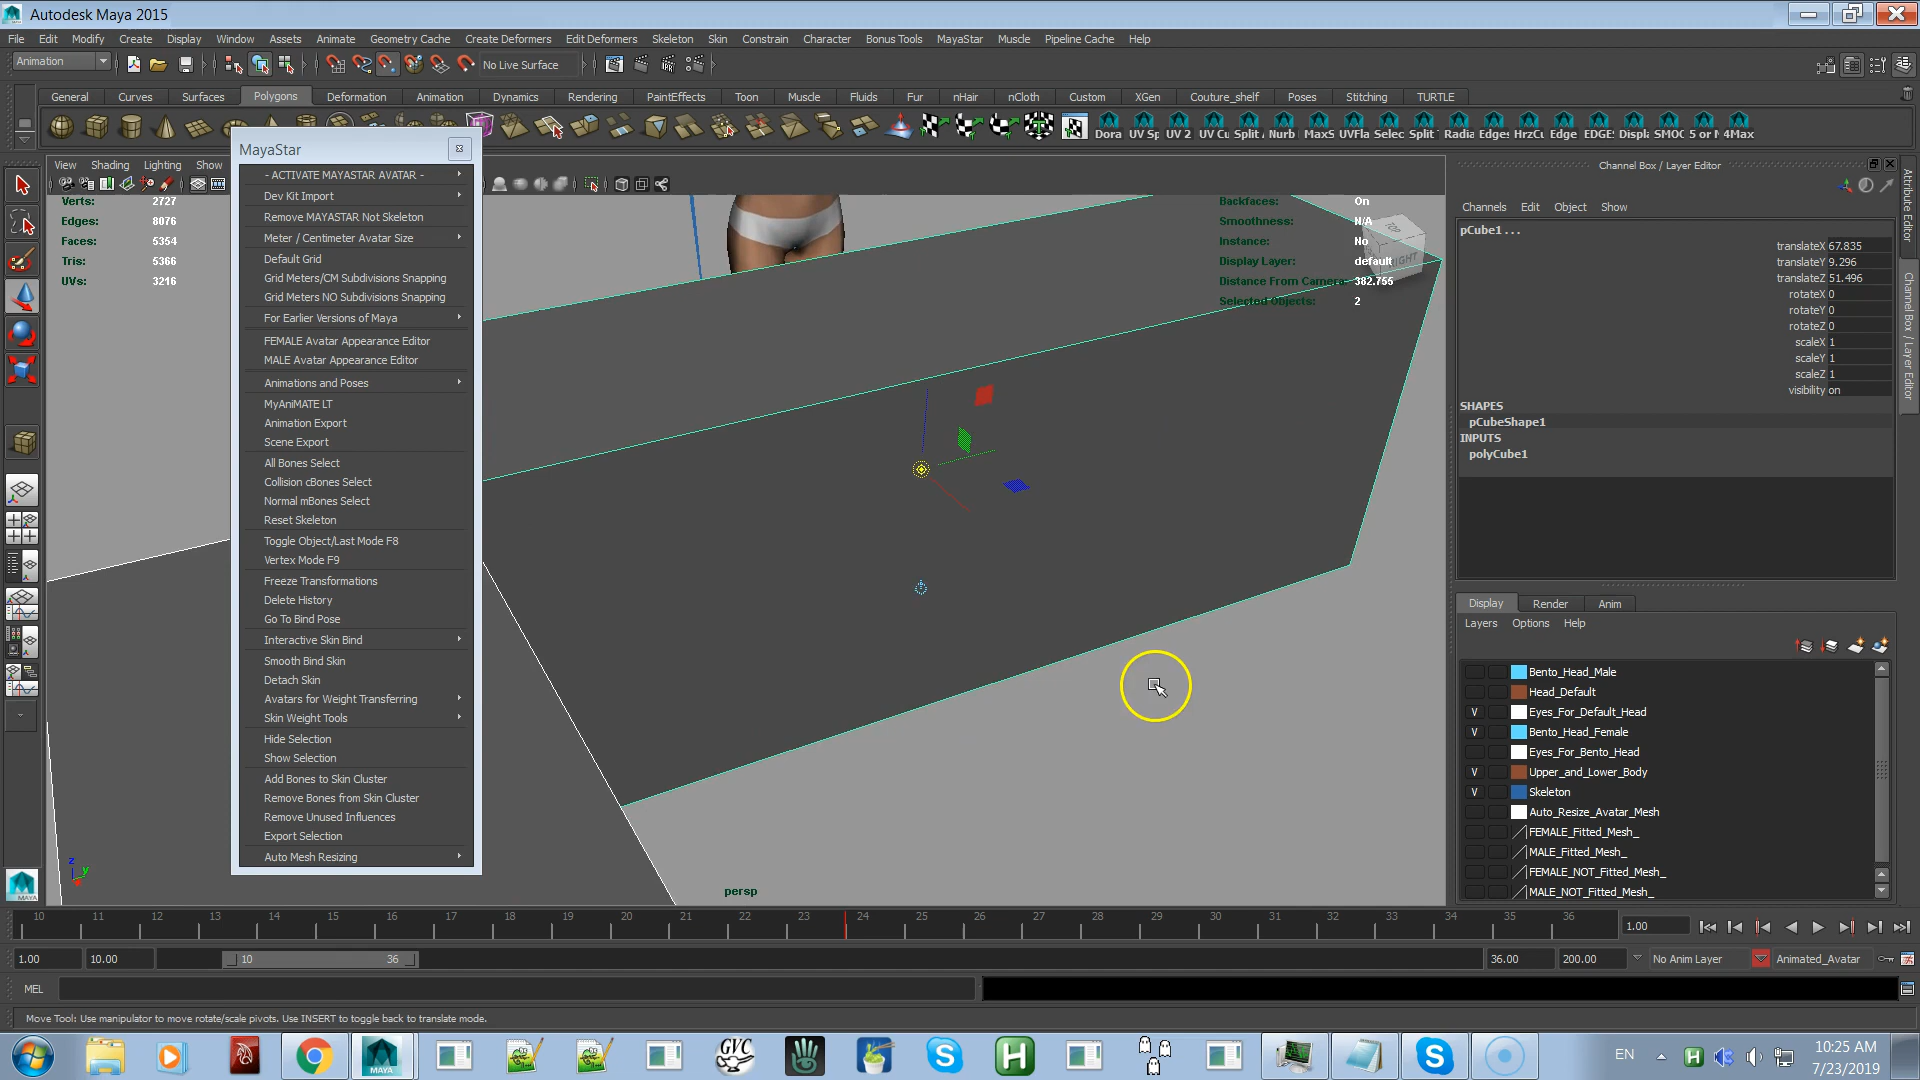 Autodesk Maya 2015
File Edit Modify Create Display Window Assets Animate Geometry Cache Create Deformers Edit Deformers Skeleton Skin Constrain Character Bonus Tools MayaStar Muscle Pipeline Cache Help
Animation No Live Surface
General Curves Surfaces Polygons Deformation Animation Dynamics Rendering PaintEffects Toon Muscle Fluids Fur nHair nCloth Custom XGen Couture_shelf Poses Stitching TURTLE
Dora UV Sp UV 2 UV Cu Split Nurb MaxS UVFla Selec Split Radia Edges HrzCu Edge EDGE Displ SMOC 5 or 4Max
MayaStar
View Shading Lighting Show
Channel Box / Layer Editor
- ACTIVATE MAYASTAR AVATAR -
Dev Kit Import
Remove MAYASTAR Not Skeleton
Meter / Centimeter Avatar Size
Default Grid
Grid Meters/CM Subdivisions Snapping
Grid Meters NO Subdivisions Snapping
For Earlier Versions of Maya
FEMALE Avatar Appearance Editor
MALE Avatar Appearance Editor
Animations and Poses
MyAniMATE LT
Animation Export
Scene Export
All Bones Select
Collision cBones Select
Normal mBones Select
Reset Skeleton
Toggle Object/Last Mode F8
Vertex Mode F9
Freeze Transformations
Delete History
Go To Bind Pose
Interactive Skin Bind
Smooth Bind Skin
Detach Skin
Avatars for Weight Transferring
Skin Weight Tools
Hide Selection
Show Selection
Add Bones to Skin Cluster
Remove Bones from Skin Cluster
Remove Unused Influences
Export Selection
Auto Mesh Resizing
Verts: 2727
Edges: 8076
Faces: 5354
Tris: 5366
UVs: 3216
Backfaces: On
Smoothness: N/A
Instance: No
Display Layer: default
Distance From Camera: 382.755
Selected Objects: 2
TOP
RIGHT
persp
z
y
Channels Edit Object Show
pCube1...
translateX 67.835
translateY 9.296
translateZ 51.496
rotateX 0
rotateY 0
rotateZ 0
scaleX 1
scaleY 1
scaleZ 1
visibility on
SHAPES
pCubeShape1
INPUTS
polyCube1
Attribute Editor
Channel Box / Layer Editor
Display Render Anim
Layers Options Help
Bento_Head_Male
Head_Default
V Eyes_For_Default_Head
V Bento_Head_Female
Eyes_For_Bento_Head
V Upper_and_Lower_Body
V Skeleton
Auto_Resize_Avatar_Mesh
FEMALE_Fitted_Mesh_
MALE_Fitted_Mesh_
FEMALE_NOT_Fitted_Mesh_
MALE_NOT_Fitted_Mesh_
MAYA
10 11 12 13 14 15 16 17 18 19 20 21 22 23 24 25 26 27 28 29 30 31 32 33 34 35 36 1.00
1.00 10.00 10 36 36.00 200.00 No Anim Layer Animated_Avatar
MEL
Move Tool: Use manipulator to move rotate/scale pivots. Use INSERT to toggle back to translate mode.
MAYA GVC S H S EN H 10:25 AM
7/23/2019